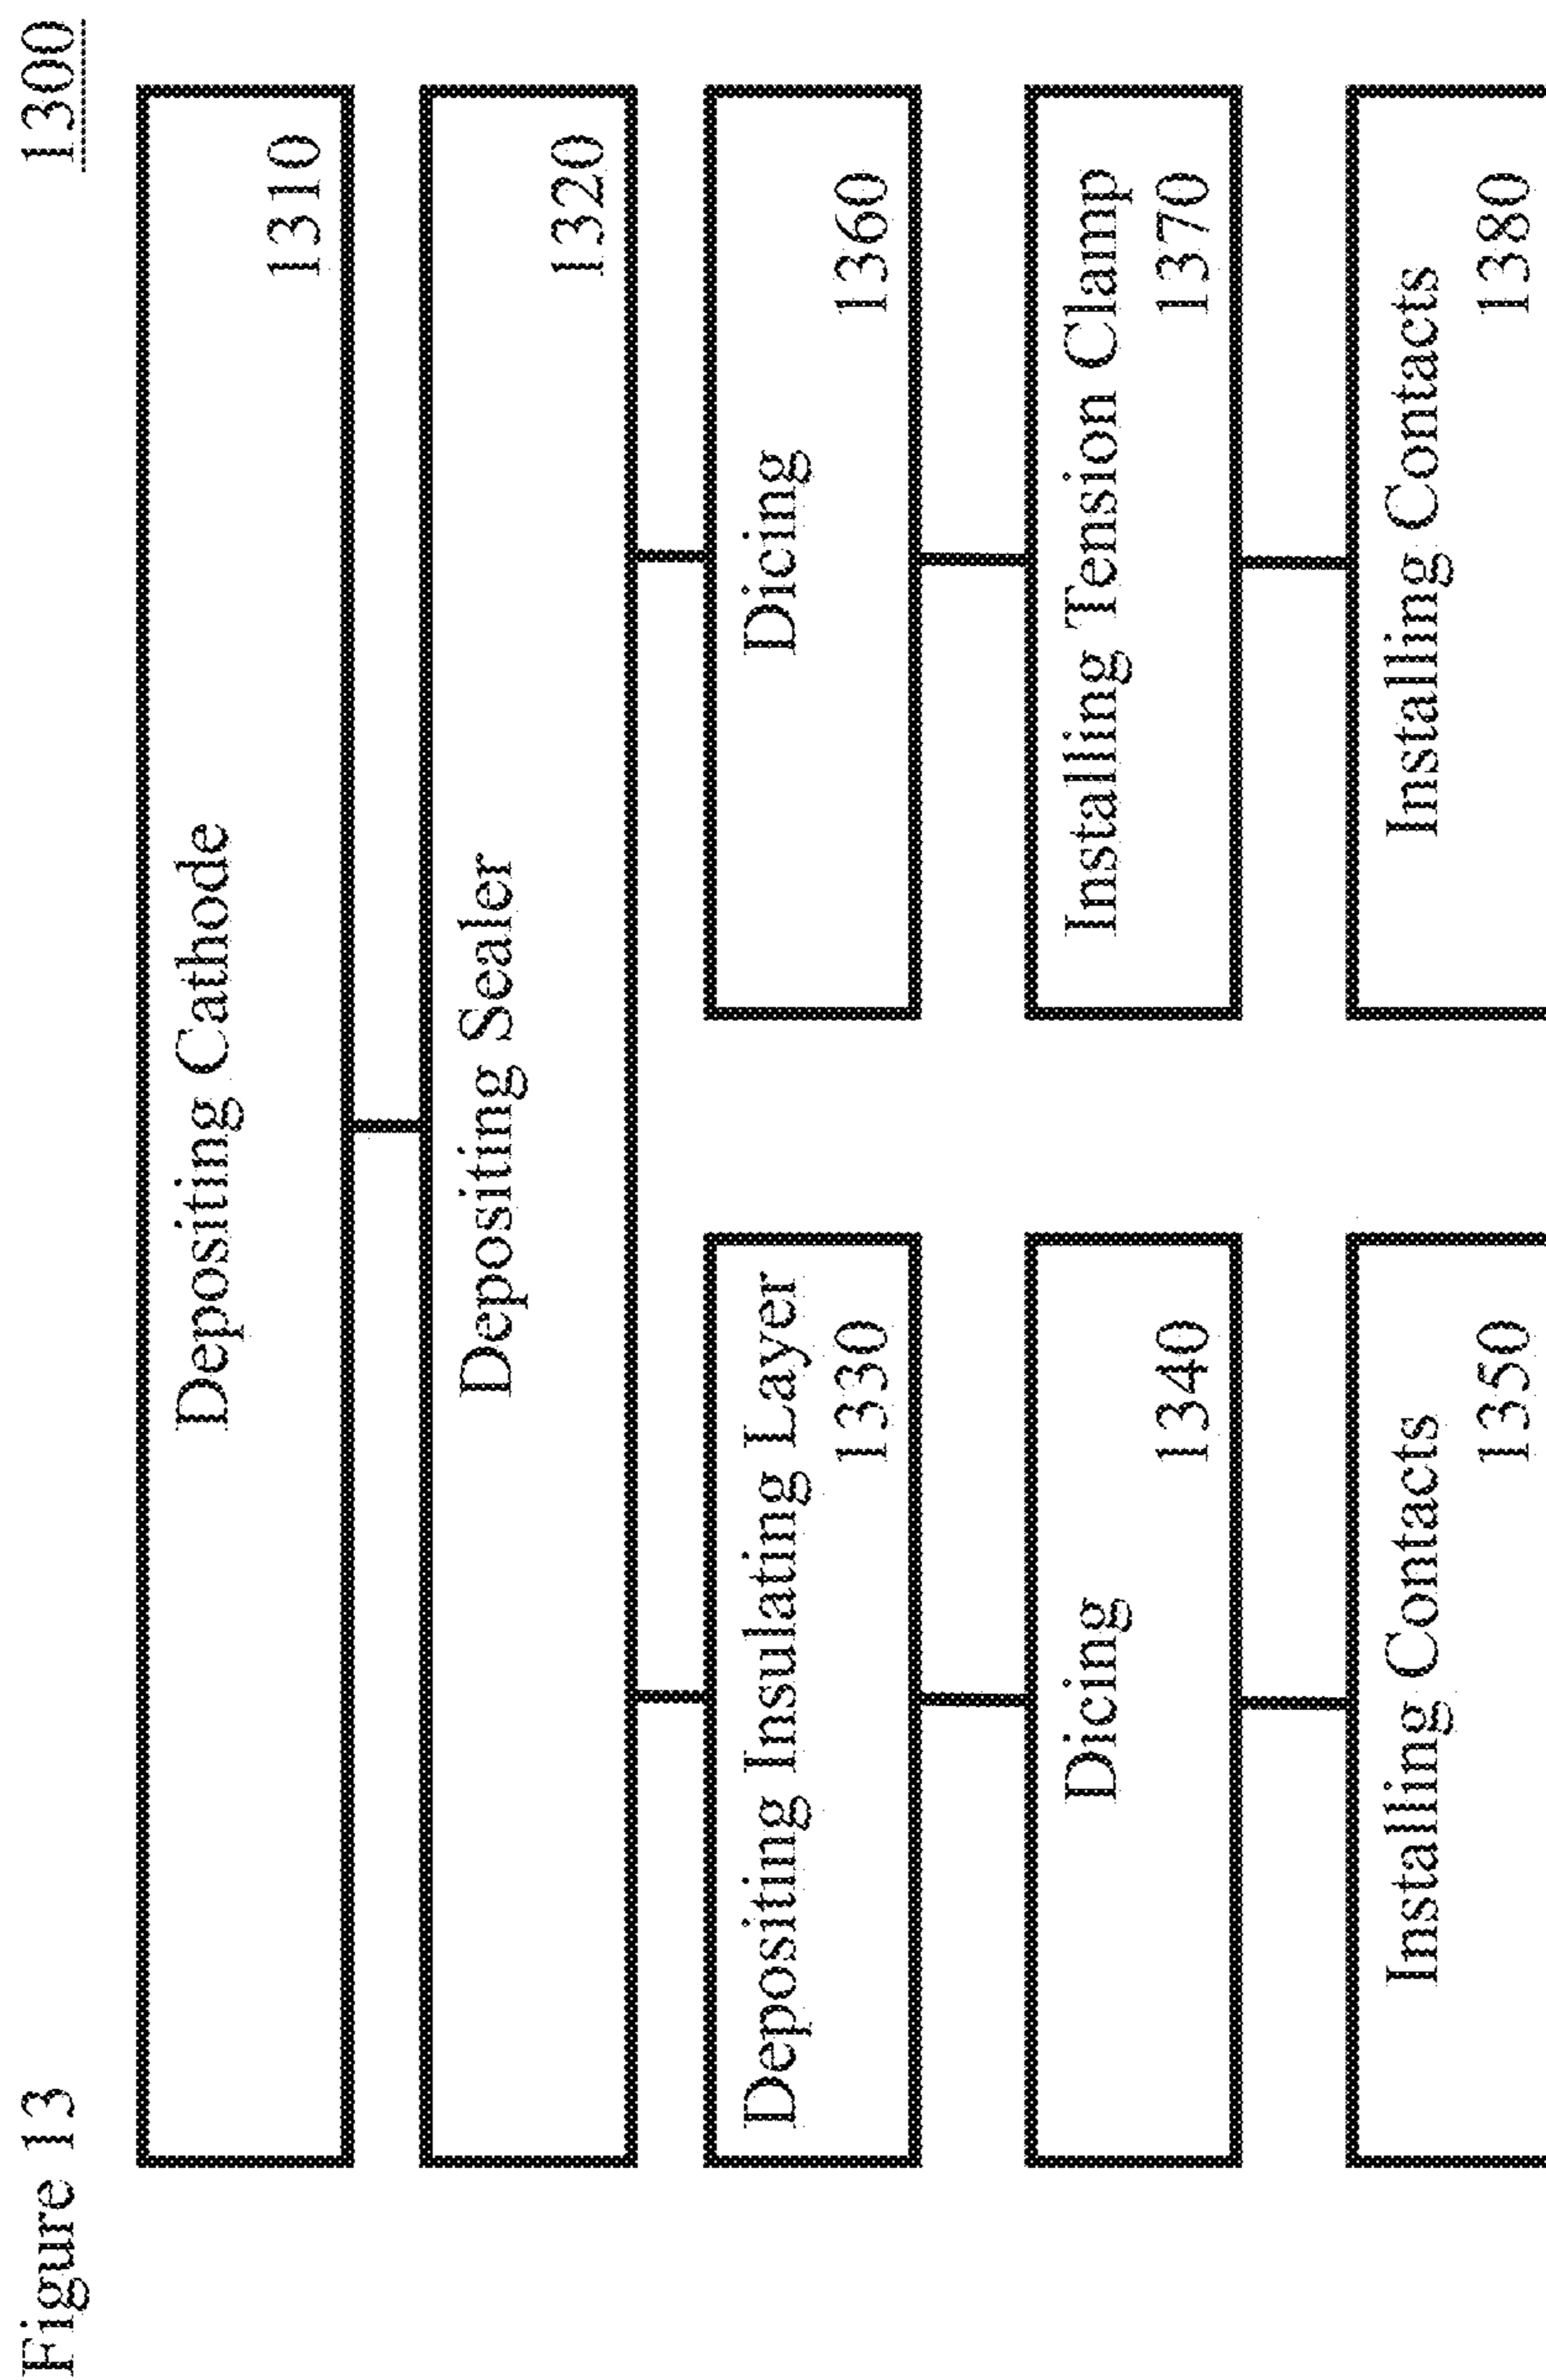 Figure 13
1300
Depositing Cathode
1310
Depositing Sealer
1320
Depositing Insulating Layer
1330
Dicing
1340
Installing Contacts
1350
Dicing
1360
Installing Tension Clamp
1370
Installing Contacts
1380